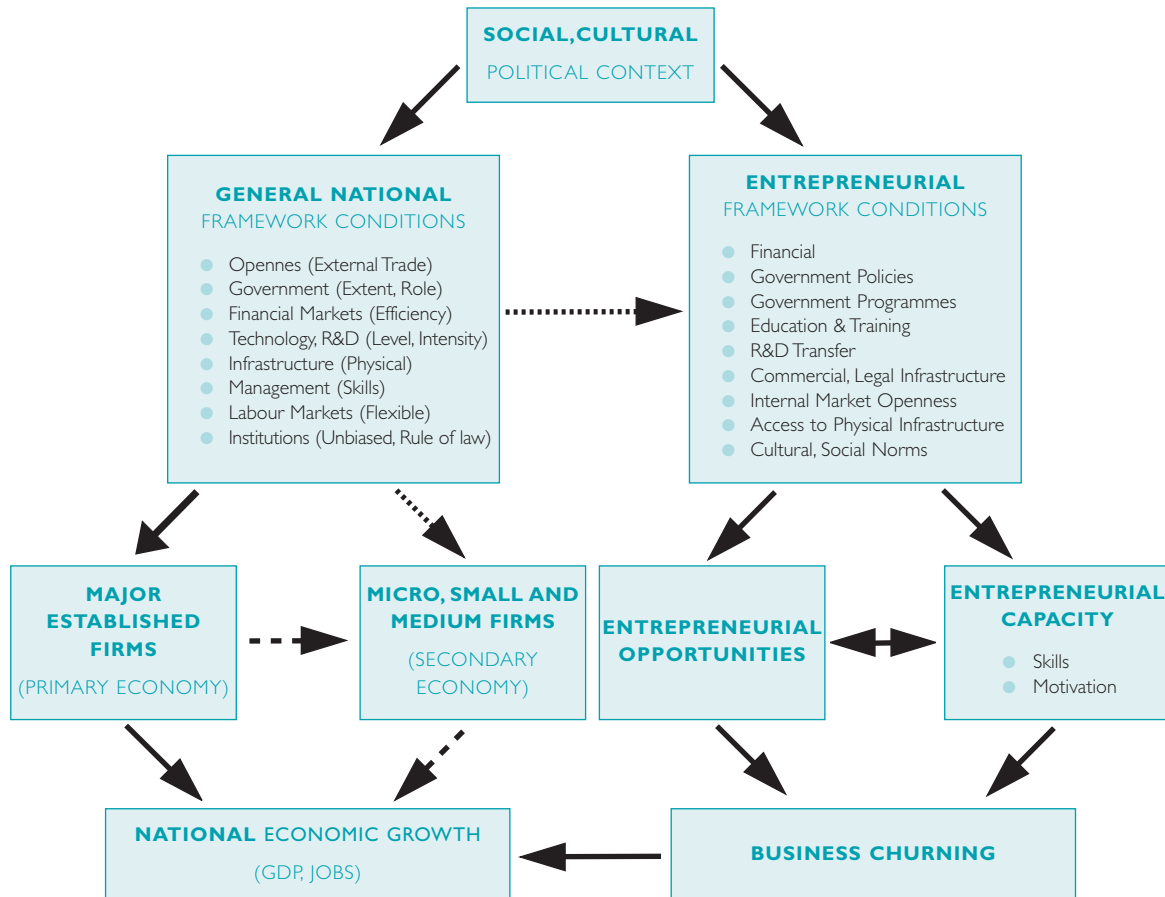 SOCIAL,CULTURAL
POLITICAL CONTEXT
GENERAL NATIONAL
FRAMEWORK CONDITIONS
Opennes (External Trade)
Government (Extent, Role)
Financial Markets (Efficiency)
Technology, R&D (Level, Intensity)
Infrastructure (Physical)
Management (Skills)
Labour Markets (Flexible)
Institutions (Unbiased, Rule of law)
ENTREPRENEURIAL
FRAMEWORK CONDITIONS
Financial
Government Policies
Government Programmes
Education & Training
R&D Transfer
Commercial, Legal Infrastructure
Internal Market Openness
Access to Physical Infrastructure
Cultural, Social Norms
MAJOR
ESTABLISHED
FIRMS
(PRIMARY ECONOMY)
MICRO, SMALL AND
MEDIUM FIRMS
(SECONDARY
ECONOMY)
ENTREPRENEURIAL
OPPORTUNITIES
ENTREPRENEURIAL
CAPACITY
Skills
Motivation
NATIONAL ECONOMIC GROWTH
(GDP, JOBS)
BUSINESS CHURNING